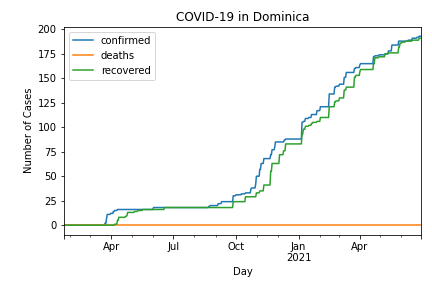 COVID-19 in Dominica
confirmed
deaths
recovered
Number of Cases
200
175
150
125
100
75
50
25
0
Apr
Jul
Oct
Jan
2021
Apr
Day